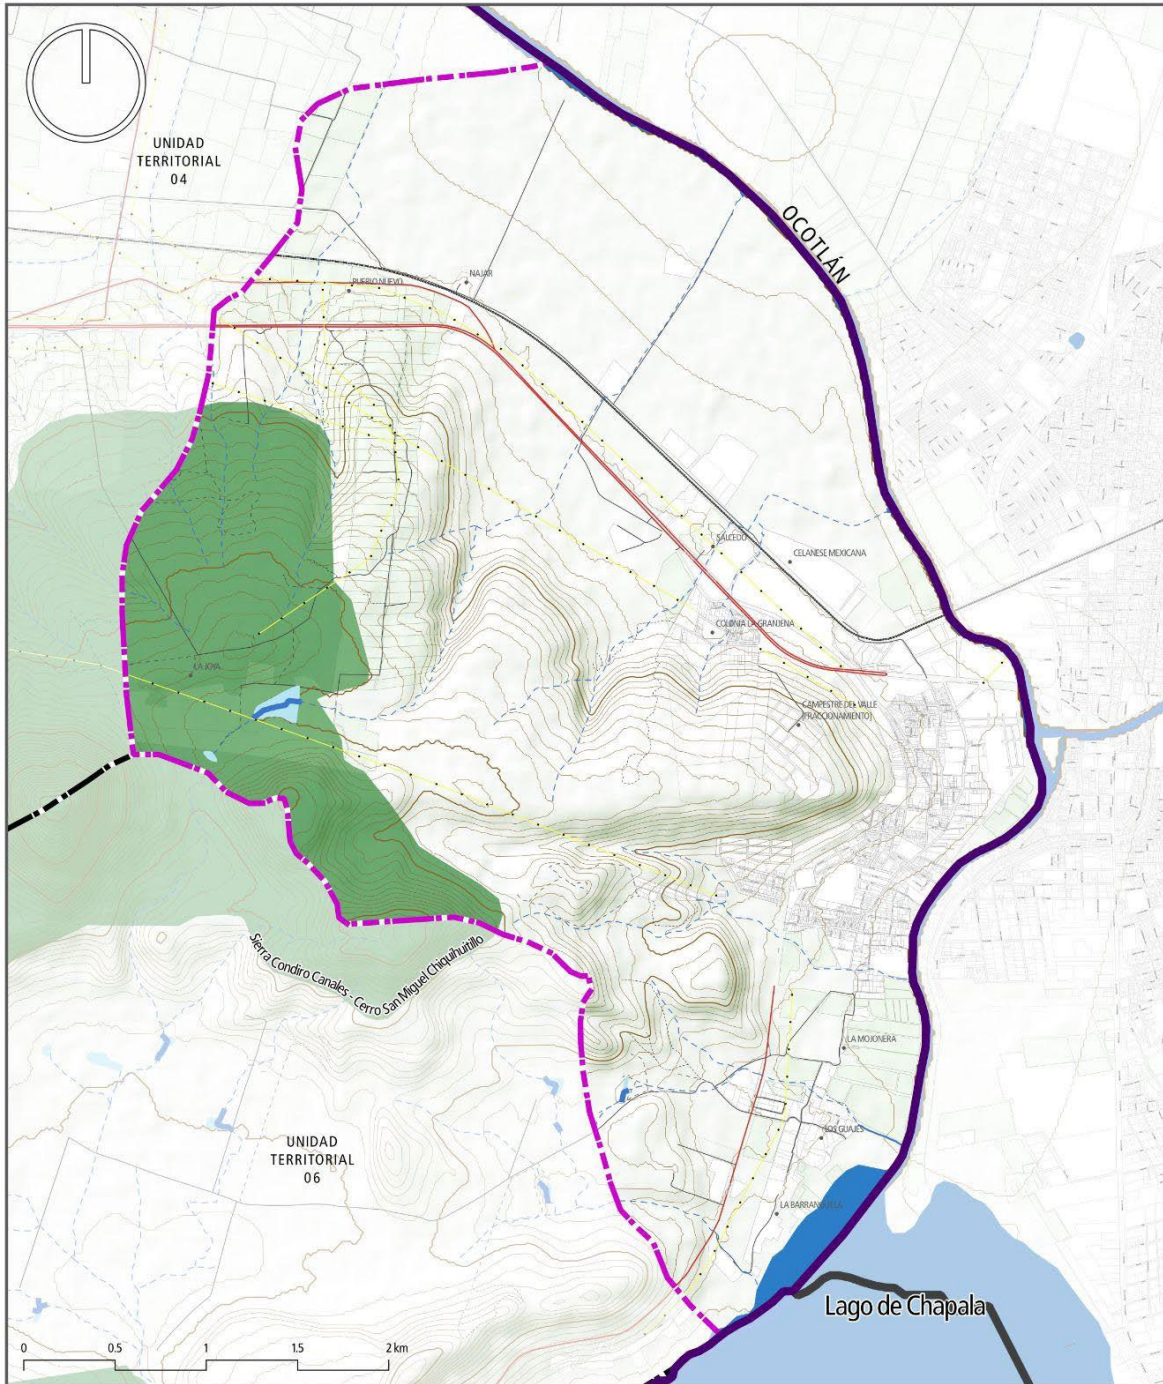 UNIDAD
TERRITORIAL
04
OCOTLÁN
NAJAR
PUEBLO NUEVO
SALCEDO
CELANESE MEXICANA
COLONIA LA GRANJENA
LA JOYA
CAMPESTRE DEL VALLE
(FRACCIONAMIENTO)
Sierra Condiro Canales - Cerro San Miguel Chiquihuitillo
LA MOJONERA
UNIDAD
TERRITORIAL
06
LOS GUAJES
LA BARRANQUILLA
Lago de Chapala
0 0.5 1 1.5 2 km